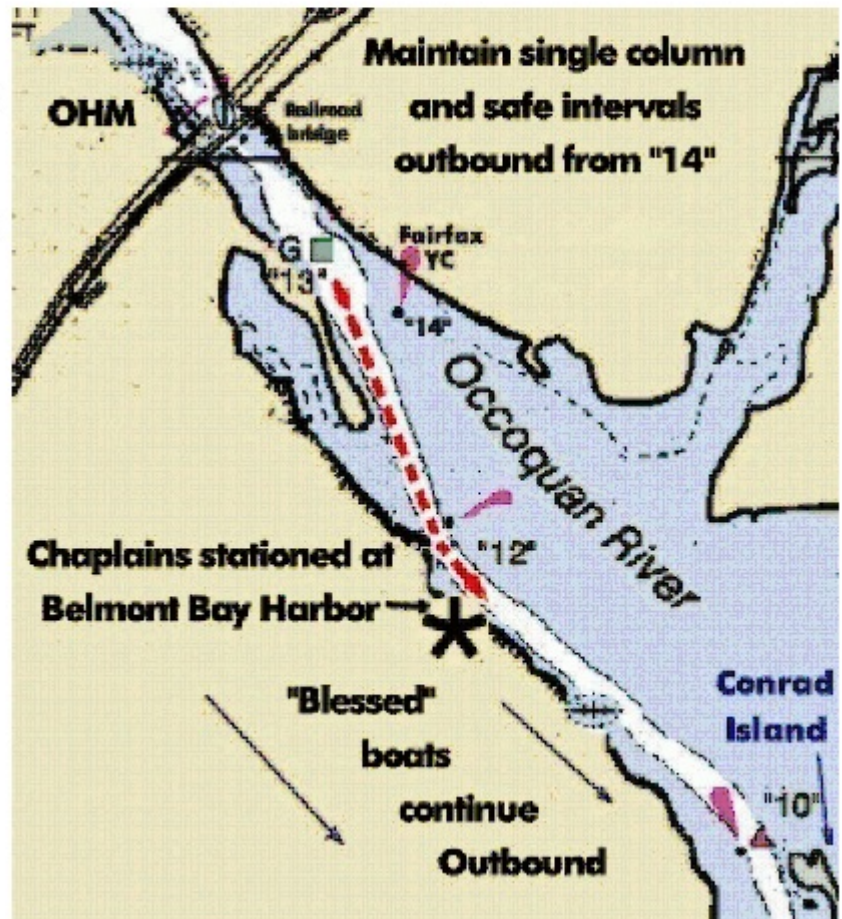 Maintain single column
and safe intervals
outbound from "14"
OHM
Railroad
bridge
G
"13"
Fairfax
YC
"14"
Occoquan River
"12"
Chaplains stationed at
Belmont Bay Harbor
"Blessed"
boats
continue
Outbound
Conrad
Island
"10"